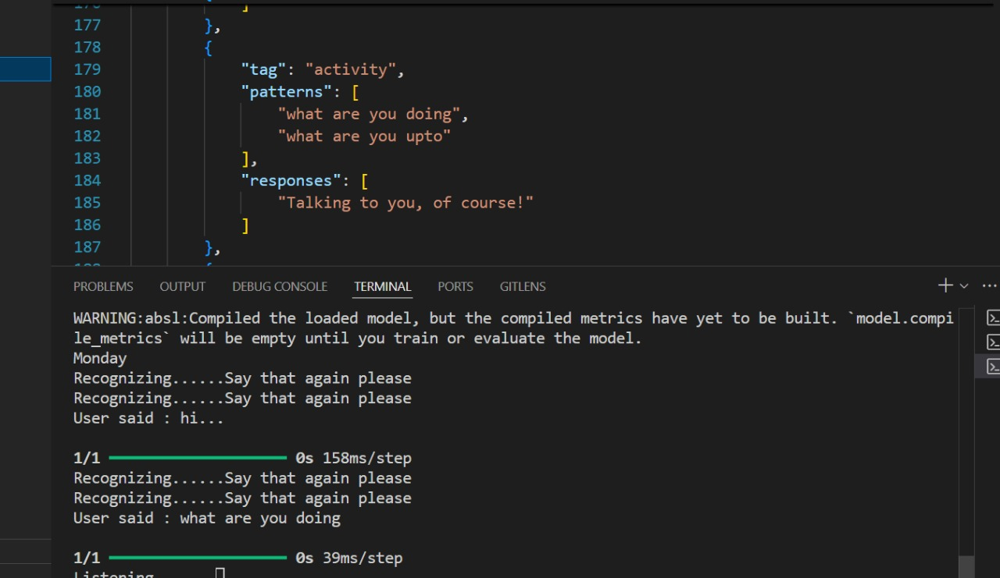 176 ]
177 },
178 {
179 "tag": "activity",
180 "patterns": [
181 "what are you doing",
182 "what are you upto"
183 ],
184 "responses": [
185 "Talking to you, of course!"
186 ]
187 },
188 {
PROBLEMS OUTPUT DEBUG CONSOLE TERMINAL PORTS GITLENS
WARNING:absl:Compiled the loaded model, but the compiled metrics have yet to be built. `model.compi
le_metrics` will be empty until you train or evaluate the model.
Monday
Recognizing......Say that again please
Recognizing......Say that again please
User said : hi...
1/1 ━━━━━━━━━━━━━━━━━━━━ 0s 158ms/step
Recognizing......Say that again please
Recognizing......Say that again please
User said : what are you doing
1/1 ━━━━━━━━━━━━━━━━━━━━ 0s 39ms/step
Listening